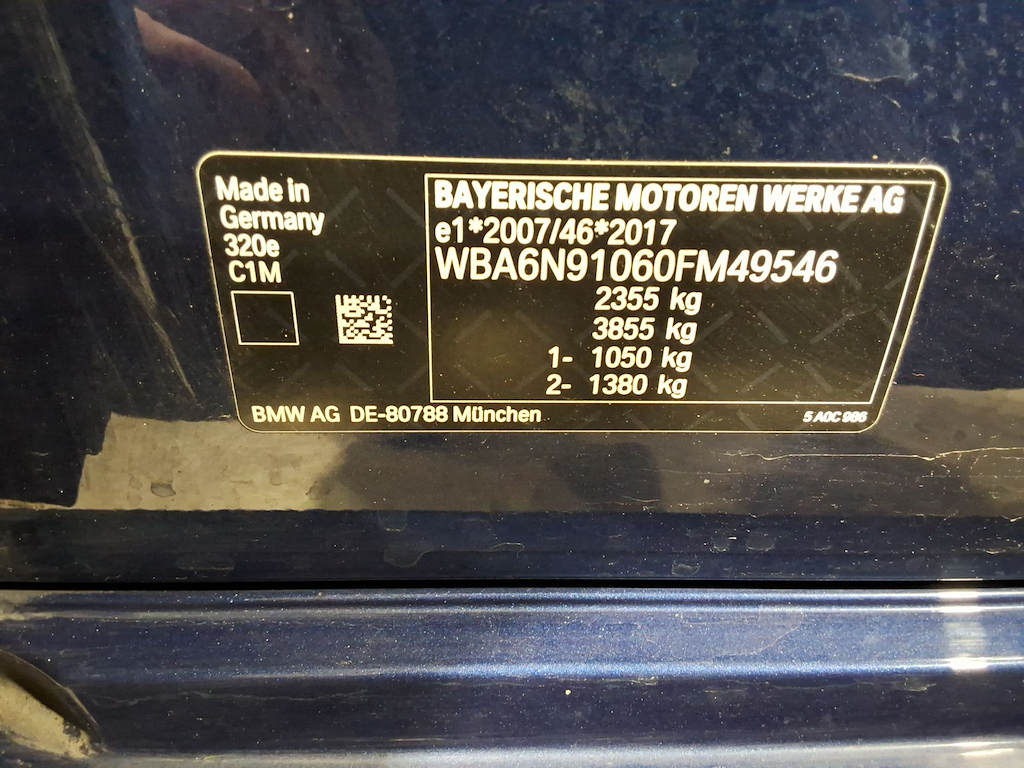 Made in
Germany
320e
C1M
BAYERISCHE MOTOREN WERKE AG
e1*2007/46*2017
WBA6N91060FM49546
2355 kg
3855 kg
1- 1050 kg
2- 1380 kg
BMW AG DE-80788 München
5 A0C 986